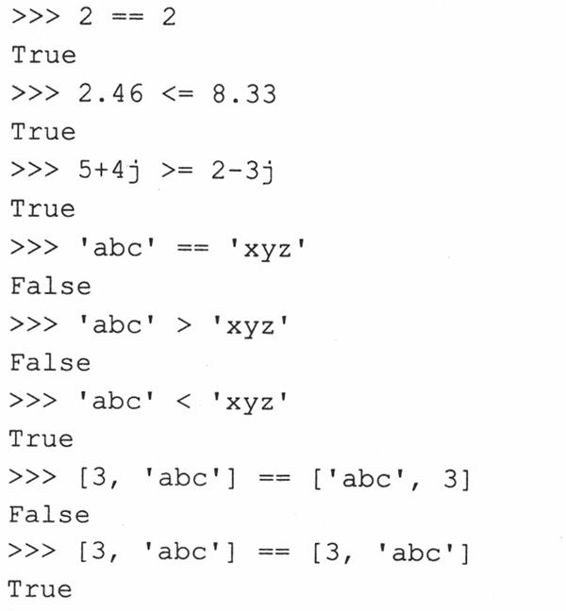 >>> 2 == 2
True
>>> 2.46 <= 8.33
True
>>> 5+4j >= 2-3j
True
>>> 'abc' == 'xyz'
False
>>> 'abc' > 'xyz'
False
>>> 'abc' < 'xyz'
True
>>> [3, 'abc'] == ['abc', 3]
False
>>> [3, 'abc'] == [3, 'abc']
True